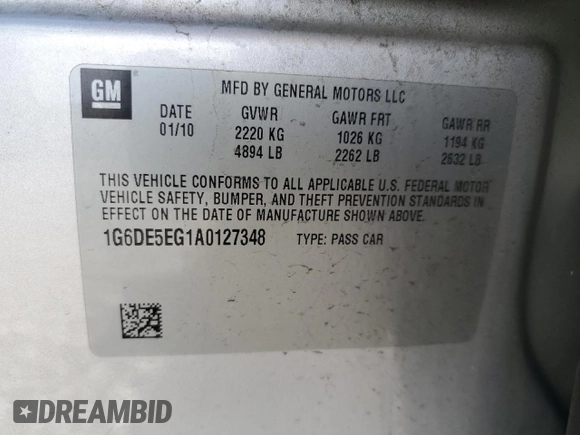 GM
MFD BY GENERAL MOTORS LLC
DATE GVWR GAWR FRT GAWR RR
01/10 2220 KG 1026 KG 1194 KG
4894 LB 2262 LB 2632 LB
THIS VEHICLE CONFORMS TO ALL APPLICABLE U.S. FEDERAL MOTOR
VEHICLE SAFETY, BUMPER, AND THEFT PREVENTION STANDARDS IN
EFFECT ON THE DATE OF MANUFACTURE SHOWN ABOVE.
1G6DE5EG1A0127348 TYPE: PASS CAR
DREAMBID